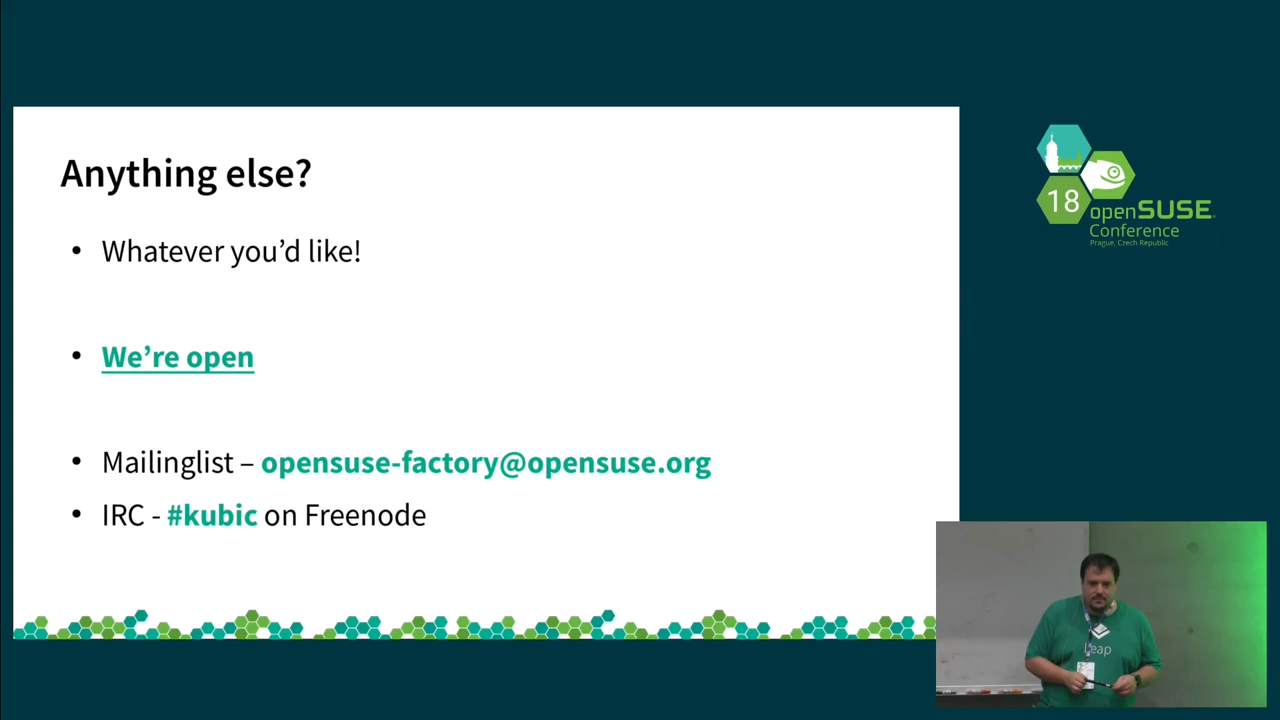 Anything else?
• Whatever you’d like!
• We’re open
• Mailinglist – opensuse-factory@opensuse.org
• IRC - #kubic on Freenode
18
openSUSE
Conference
Prague, Czech Republic
Leap